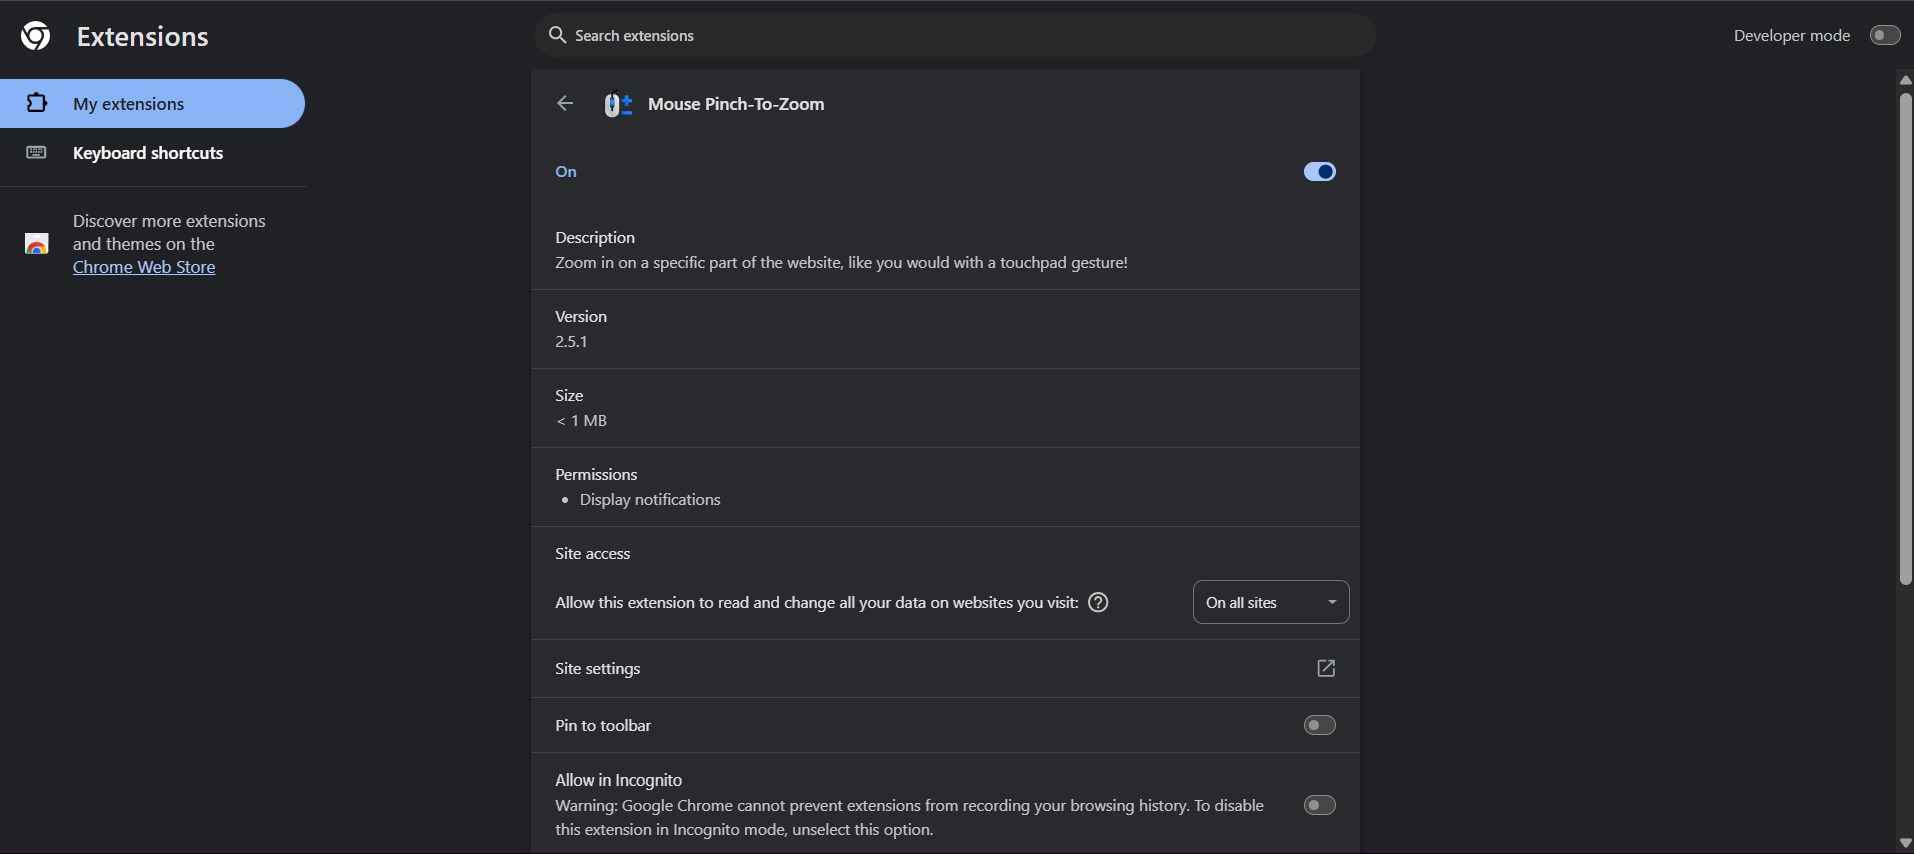 Extensions
Search extensions
Developer mode
My extensions
Keyboard shortcuts
Discover more extensions
and themes on the
Chrome Web Store
Mouse Pinch-To-Zoom
On
Description
Zoom in on a specific part of the website, like you would with a touchpad gesture!
Version
2.5.1
Size
< 1 MB
Permissions
• Display notifications
Site access
Allow this extension to read and change all your data on websites you visit:
On all sites
Site settings
Pin to toolbar
Allow in Incognito
Warning: Google Chrome cannot prevent extensions from recording your browsing history. To disable
this extension in Incognito mode, unselect this option.